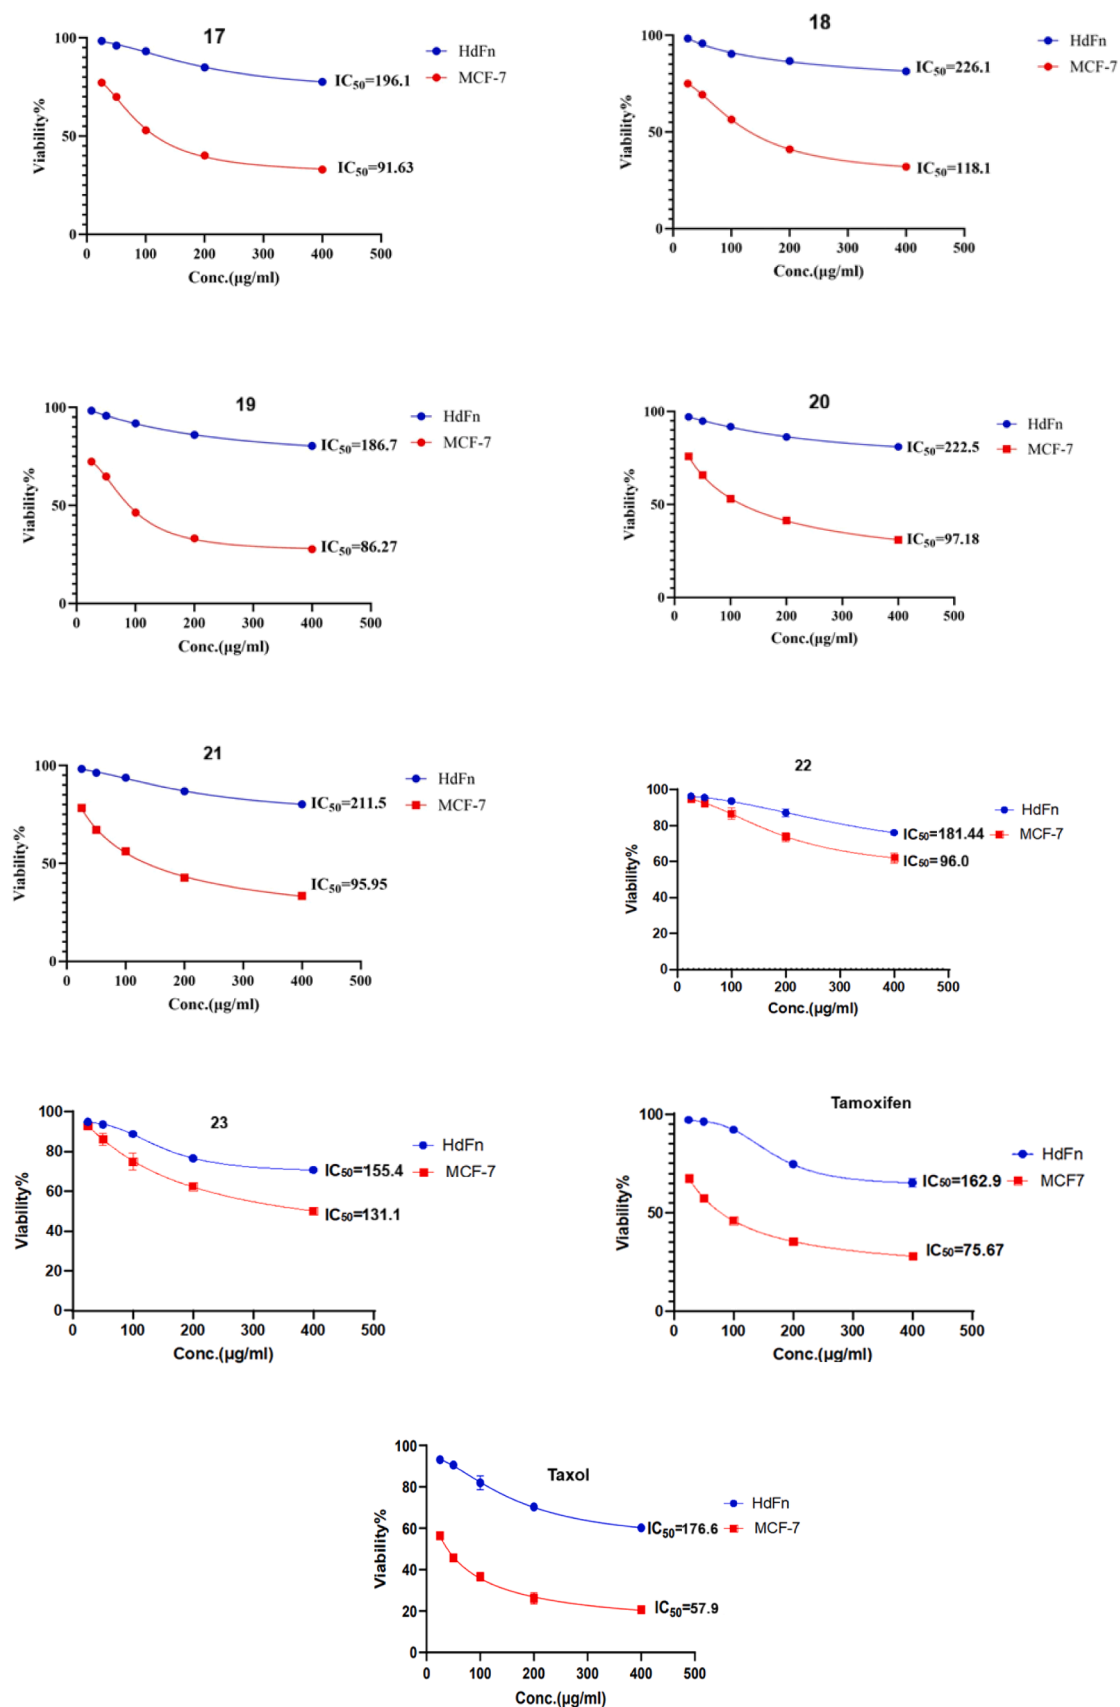 17
100
50
0
0 100 200 300 400 500
Viability%
Conc.(µg/ml)
HdFn
MCF-7
IC50=196.1
IC50=91.63
18
100
50
0
0 100 200 300 400 500
Viability%
Conc.(µg/ml)
HdFn
MCF-7
IC50=226.1
IC50=118.1
19
100
50
0
0 100 200 300 400 500
Viability%
Conc.(µg/ml)
HdFn
MCF-7
IC50=186.7
IC50=86.27
20
100
50
0
0 100 200 300 400 500
Viability%
Conc.(µg/ml)
HdFn
MCF-7
IC50=222.5
IC50=97.18
21
100
50
0
0 100 200 300 400 500
Viability%
Conc.(µg/ml)
HdFn
MCF-7
IC50=211.5
IC50=95.95
22
100
80
60
40
20
0
0 100 200 300 400 500
Viability%
Conc.(µg/ml)
HdFn
MCF-7
IC50=181.44
IC50=96.0
23
100
80
60
40
20
0
0 100 200 300 400 500
Viability%
Conc.(µg/ml)
HdFn
MCF-7
IC50=155.4
IC50=131.1
Tamoxifen
100
50
0
0 100 200 300 400 500
Viability%
Conc.(µg/ml)
HdFn
MCF7
IC50=162.9
IC50=75.67
Taxol
100
80
60
40
20
0
0 100 200 300 400 500
Viability%
Conc.(µg/ml)
HdFn
MCF-7
IC50=176.6
IC50=57.9